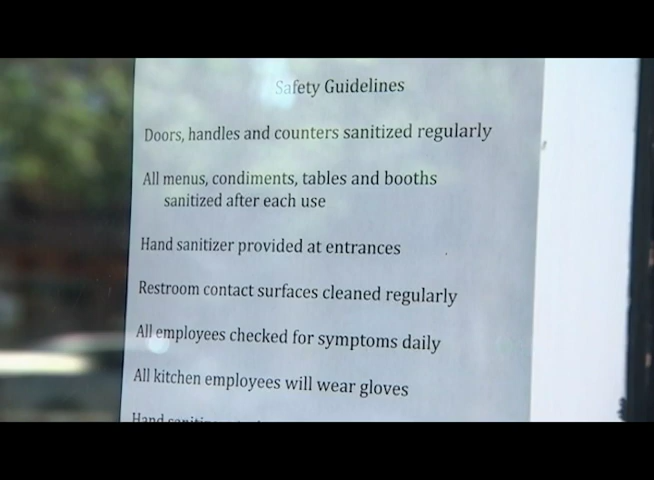 Safety Guidelines
Doors, handles and counters sanitized regularly
All menus, condiments, tables and booths
sanitized after each use
Hand sanitizer provided at entrances
Restroom contact surfaces cleaned regularly
All employees checked for symptoms daily
All kitchen employees will wear gloves
Hand